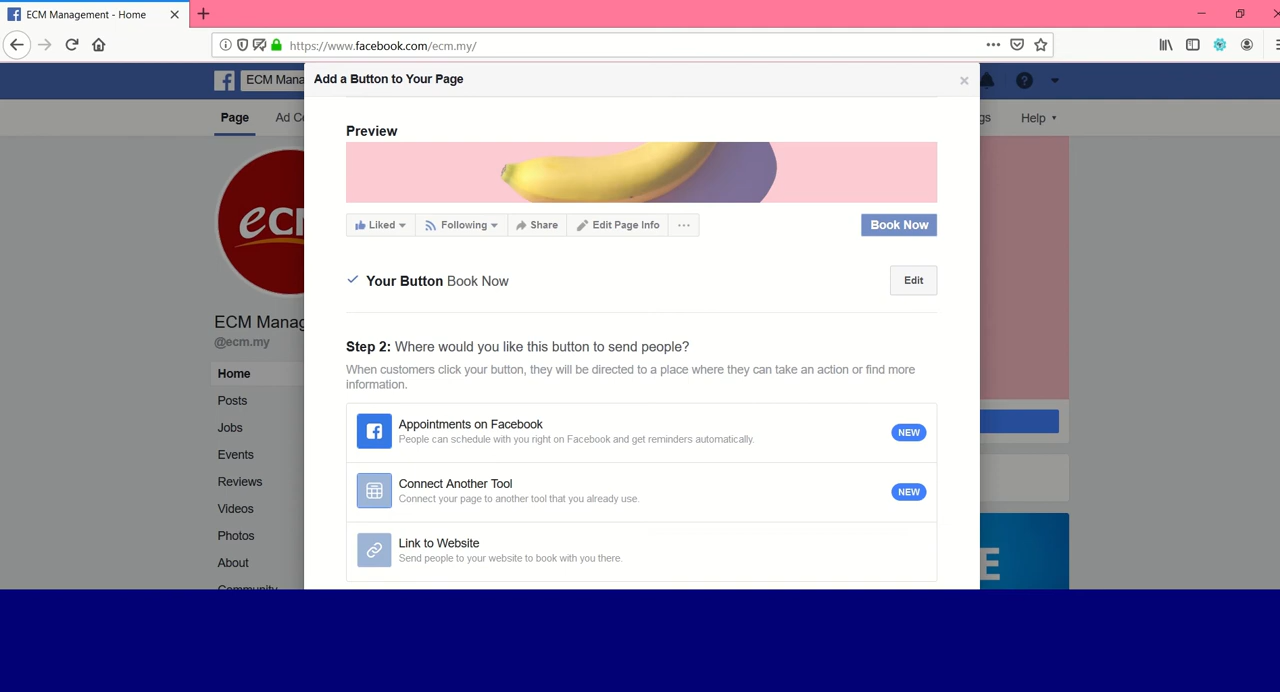 ECM Management - Home
https://www.facebook.com/ecm.my/
ECM Mana
Add a Button to Your Page
Page
Ad C
gs
Help
Preview
Liked
Following
Share
Edit Page Info
Book Now
Your Button Book Now
Edit
ECM Manag
@ecm.my
Step 2: Where would you like this button to send people?
When customers click your button, they will be directed to a place where they can take an action or find more
information.
Home
Posts
Jobs
Events
Reviews
Videos
Photos
About
Community
Appointments on Facebook
People can schedule with you right on Facebook and get reminders automatically.
NEW
Connect Another Tool
Connect your page to another tool that you already use.
NEW
Link to Website
Send people to your website to book with you there.
E